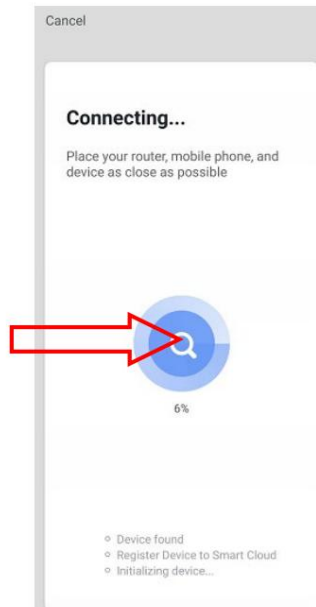 Cancel
Connecting...
Place your router, mobile phone, and
device as close as possible
6%
Device found
Register Device to Smart Cloud
Initializing device...